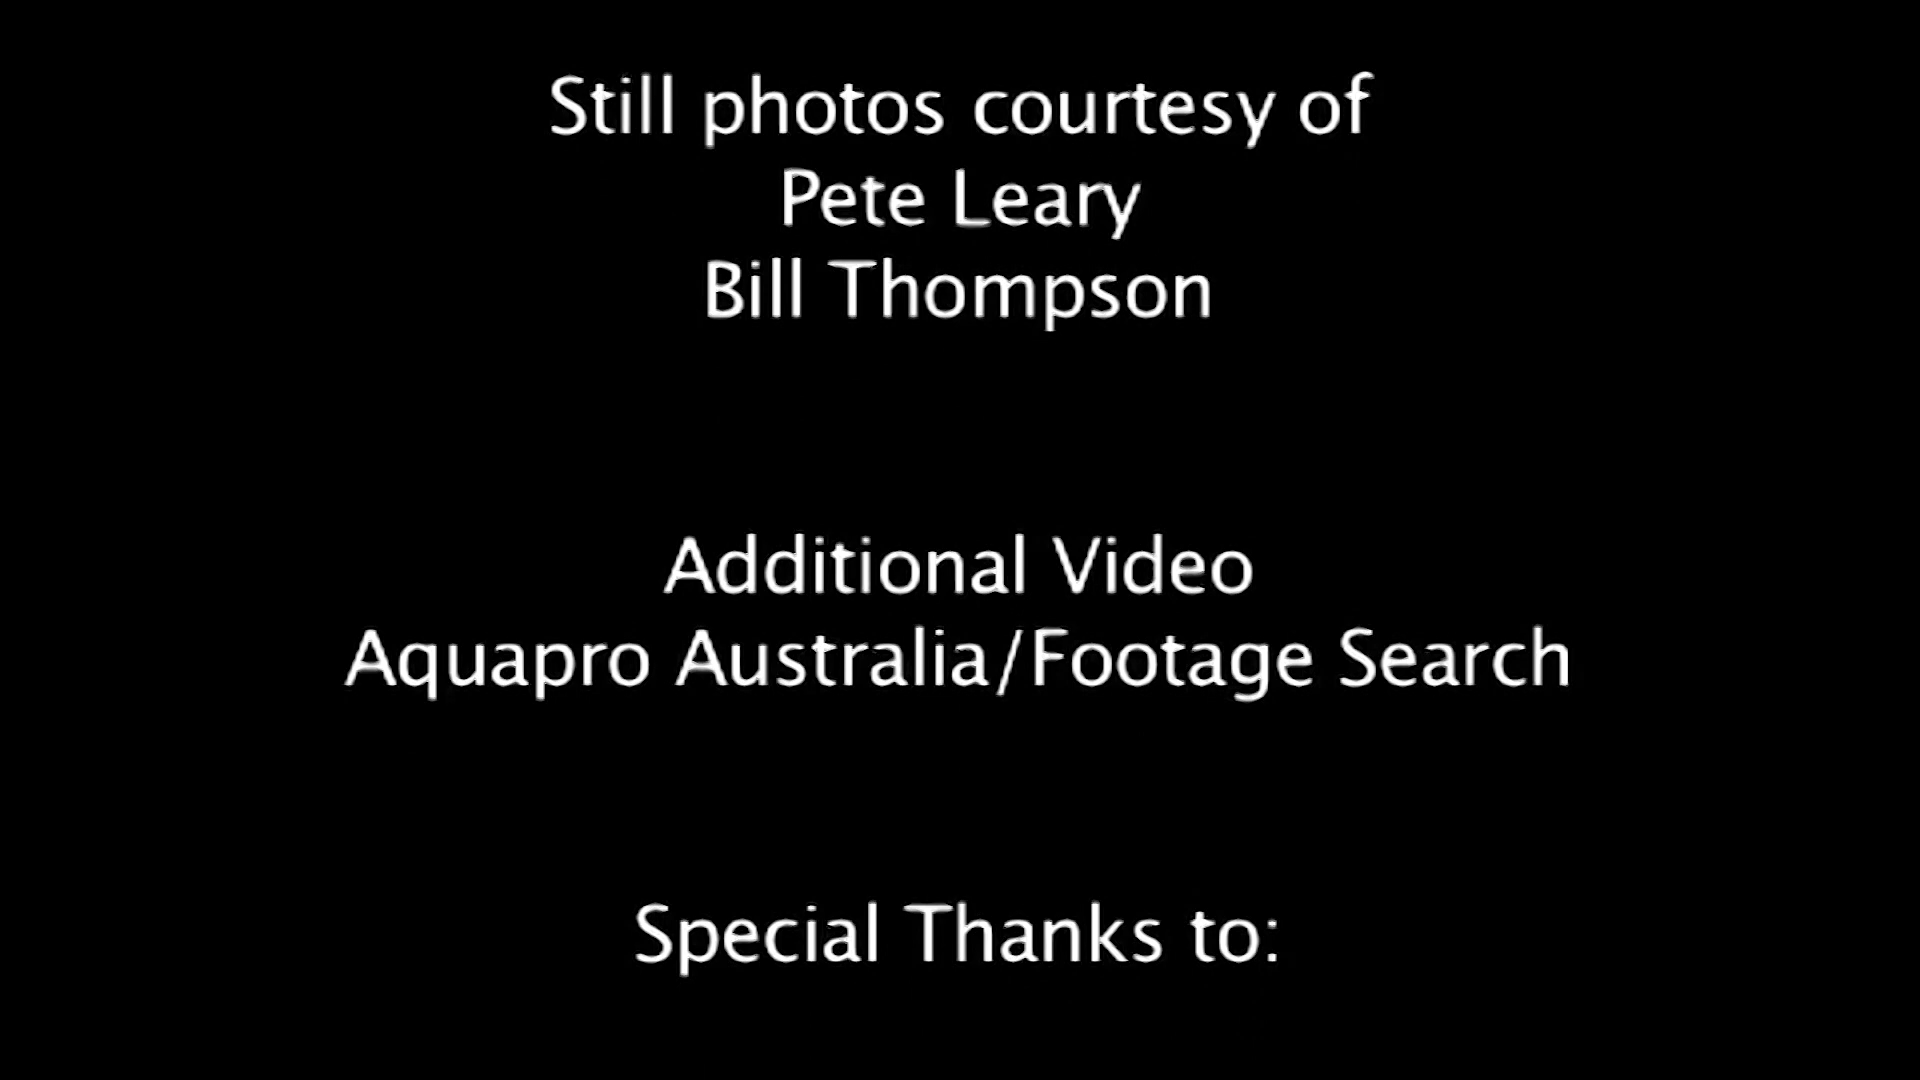 Still photos courtesy of
Pete Leary
Bill Thompson
Additional Video
Aquapro Australia/Footage Search
Special Thanks to: